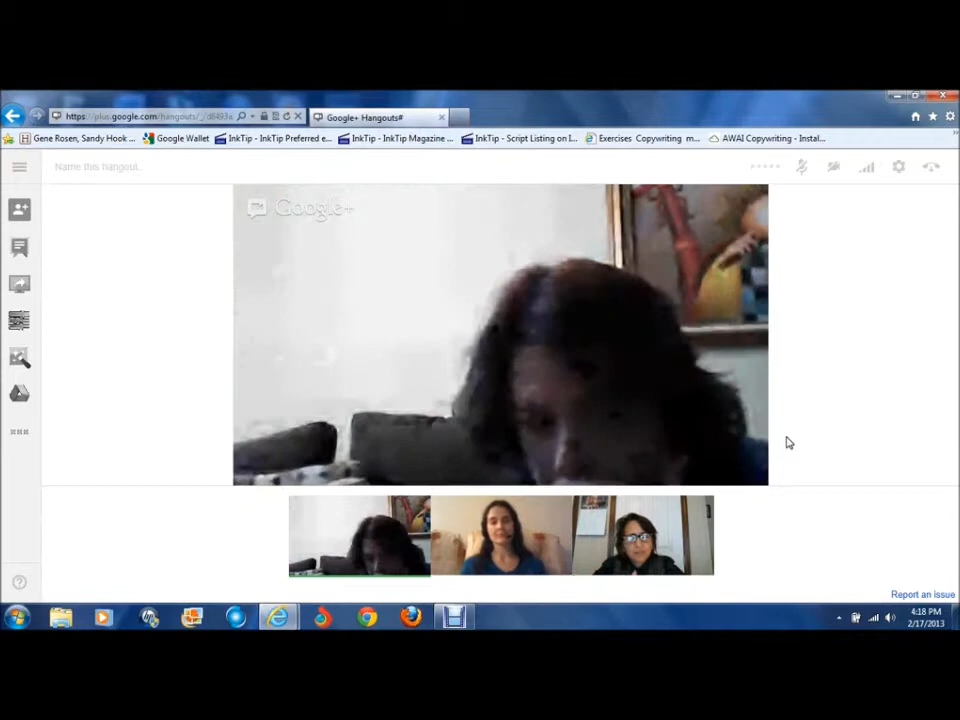 https://plus.google.com/hangouts/_/d8493a
Google+ Hangouts#
Gene Rosen, Sandy Hook ...
Google Wallet
InkTip - InkTip Preferred e...
InkTip - InkTip Magazine ...
InkTip - Script Listing on I...
Exercises Copywriting m...
AWAI Copywriting - Instal...
Name this hangout...
Google+
Report an issue
4:18 PM
2/17/2013